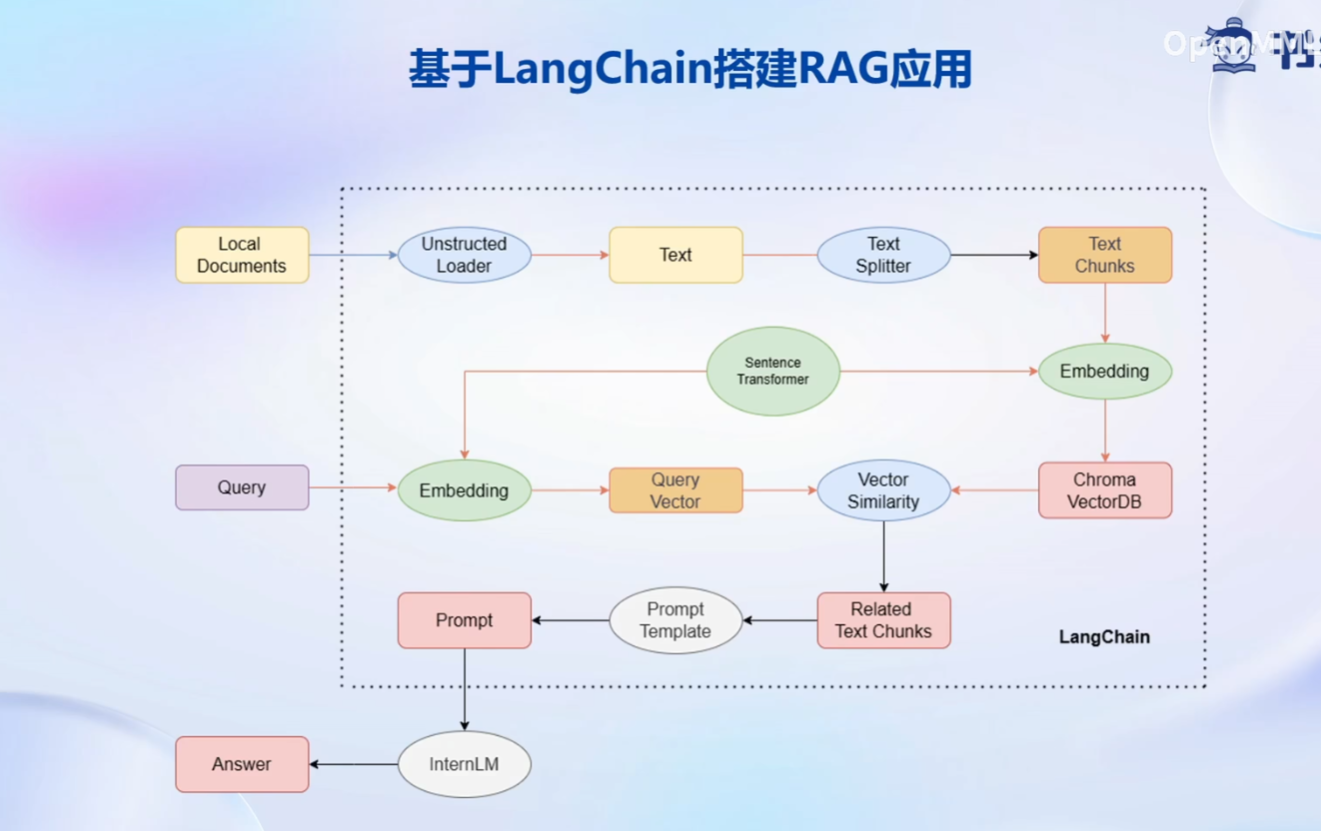 基于LangChain搭建RAG应用
OpenMM
Local
Documents
Unstructed
Loader
Text
Text
Splitter
Text
Chunks
Sentence
Transformer
Embedding
Query
Embedding
Query
Vector
Vector
Similarity
Chroma
VectorDB
Prompt
Prompt
Template
Related
Text Chunks
LangChain
Answer
InternLM